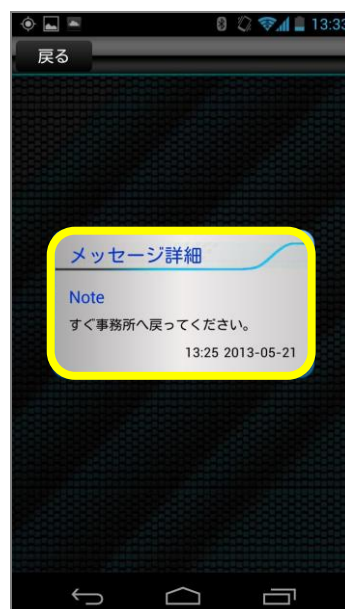 13:33
戻る
メッセージ詳細
Note
すぐ事務所へ戻ってください。
13:25 2013-05-21